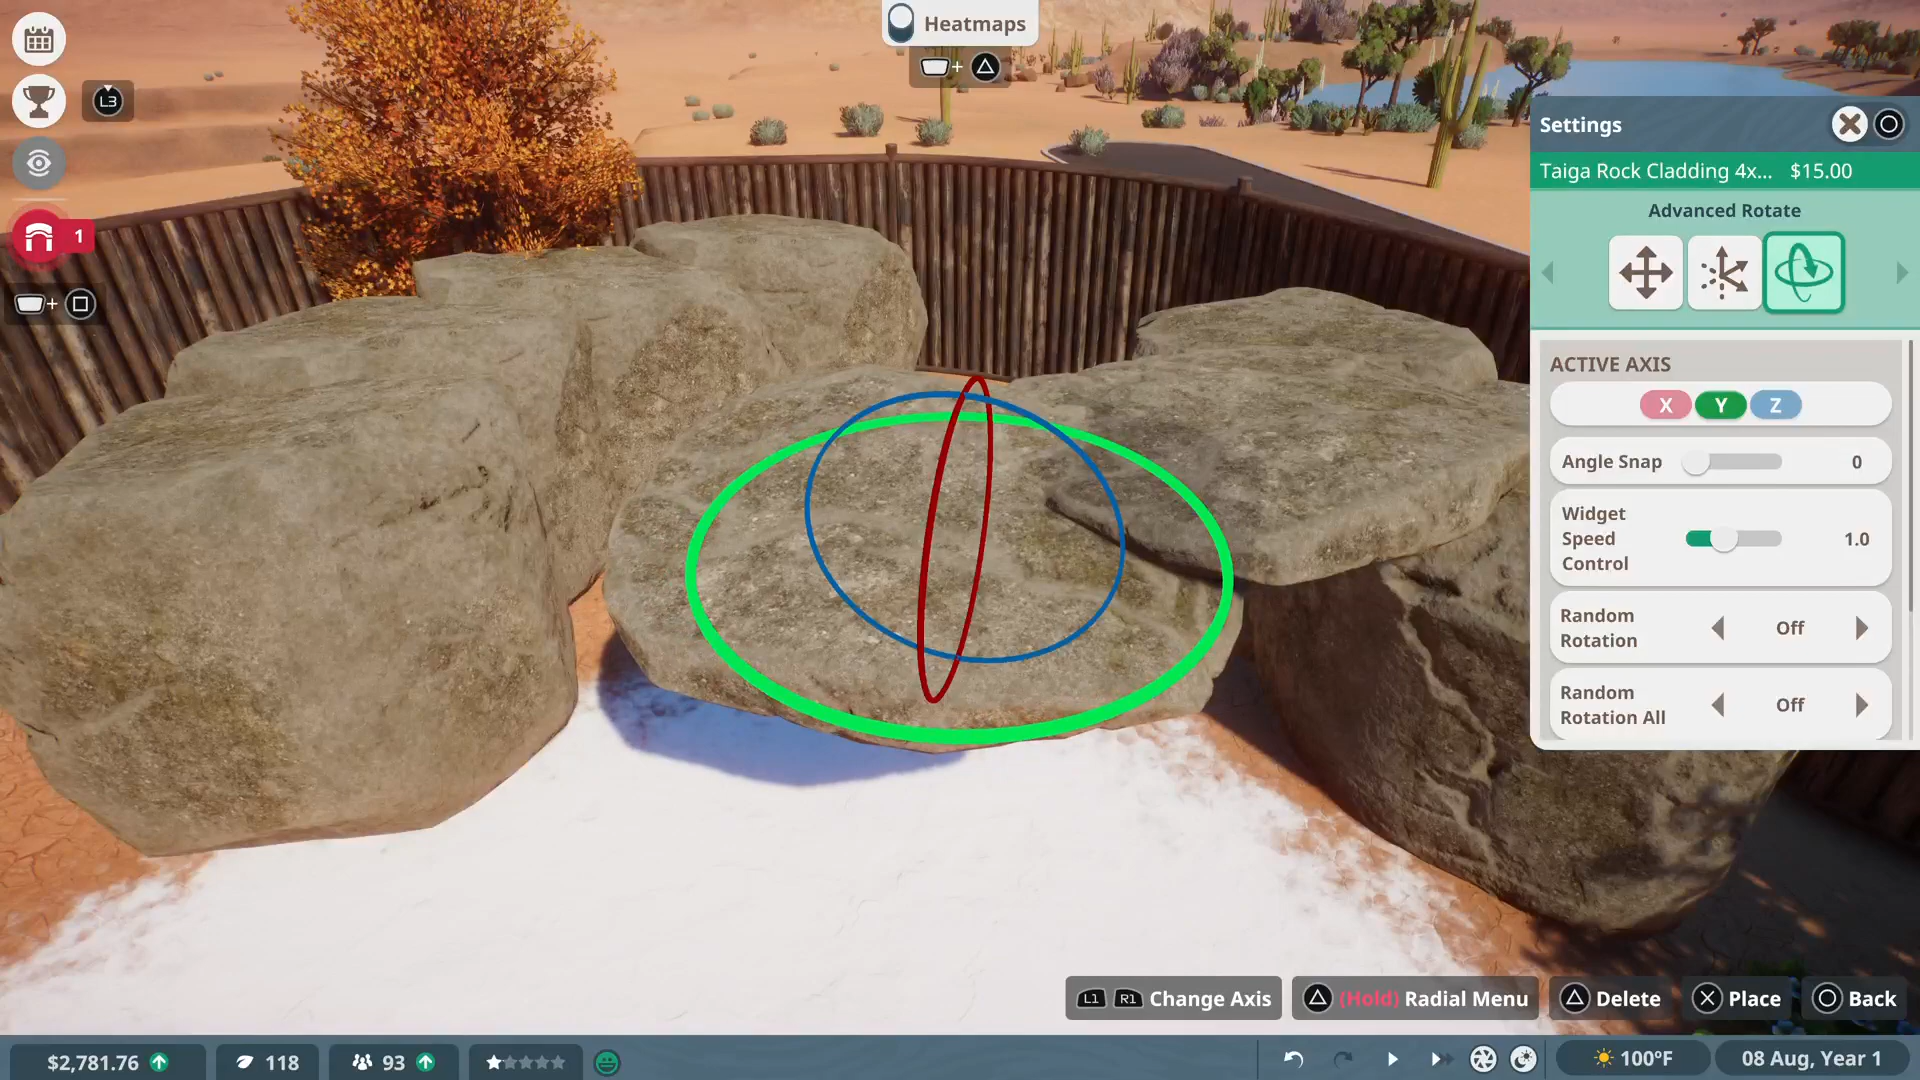 Heatmaps
+
L3
1
+
Settings
Taiga Rock Cladding 4x... $15.00
Advanced Rotate
ACTIVE AXIS
X Y Z
Angle Snap 0
Widget
Speed
Control
1.0
Random
Rotation
Off
Random
Rotation All
Off
L1 R1 Change Axis
(Hold) Radial Menu
Delete
Place
Back
$2,781.76
118
93
100°F
08 Aug, Year 1